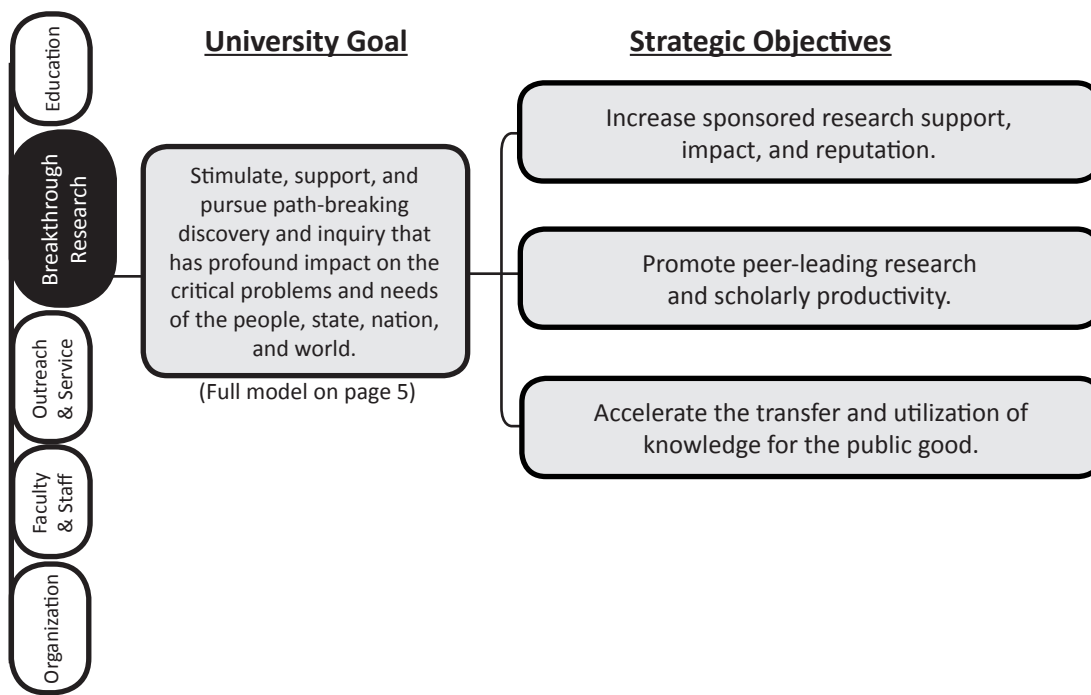 Education
Breakthrough
Research
Outreach
& Service
Faculty
& Staff
Organization
University Goal
Stimulate, support, and
pursue path-breaking
discovery and inquiry that
has profound impact on the
critical problems and needs
of the people, state, nation,
and world.
(Full model on page 5)
Strategic Objectives
Increase sponsored research support,
impact, and reputation.
Promote peer-leading research
and scholarly productivity.
Accelerate the transfer and utilization of
knowledge for the public good.